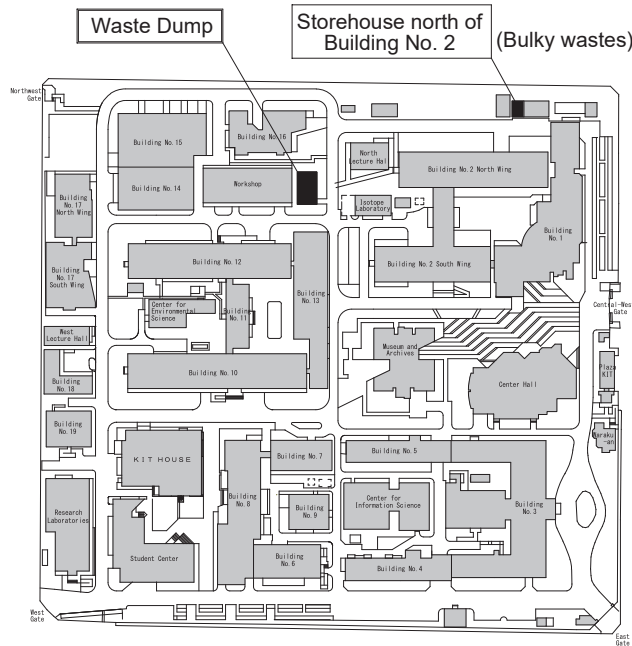 Waste Dump
Storehouse north of
Building No. 2
(Bulky wastes)
Northwest
Gate
Building No.15
Building No.16
North
Lecture Hall
Building No.2 North Wing
Building No.14
Workshop
Isotope
Laboratory
Building
No.17
North Wing
Building
No.1
Building
No.17
South Wing
Building No.12
Building No.2 South Wing
Building
No.13
Center for
Environmental
Science
Building
No.11
Central-Wes
Gate
West
Lecture Hall
Museum and
Archives
Building
No.18
Building No.10
Center Hall
Plaza
KIT
Building
No.19
Waraku
-an
KIT HOUSE
Building No.7
Building No.5
Building
No.8
Research
Laboratories
Building
No.9
Center for
Information Science
Building
No.3
Student Center
Building
No.6
Building No.4
West
Gate
East
Gate